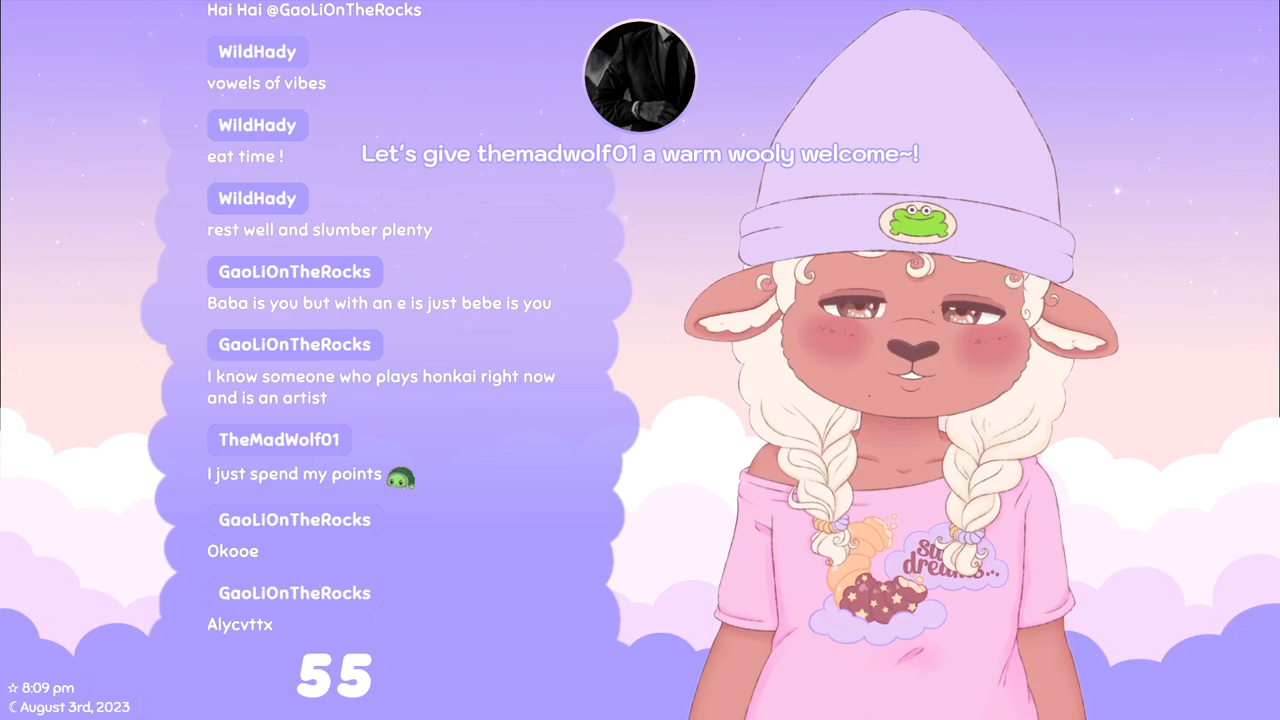 Hai Hai @GaoLiOnTheRocks
WildHady
vowels of vibes
WildHady
eat time !
WildHady
rest well and slumber plenty
GaoLiOnTheRocks
Baba is you but with an e is just bebe is you
GaoLiOnTheRocks
I know someone who plays honkai right now
and is an artist
TheMadWolf01
I just spend my points
GaoLiOnTheRocks
Okooe
GaoLiOnTheRocks
Alycvttx
55
☆ 8:09 pm
☾ August 3rd, 2023
Let's give themadwolf01 a warm wooly welcome~!